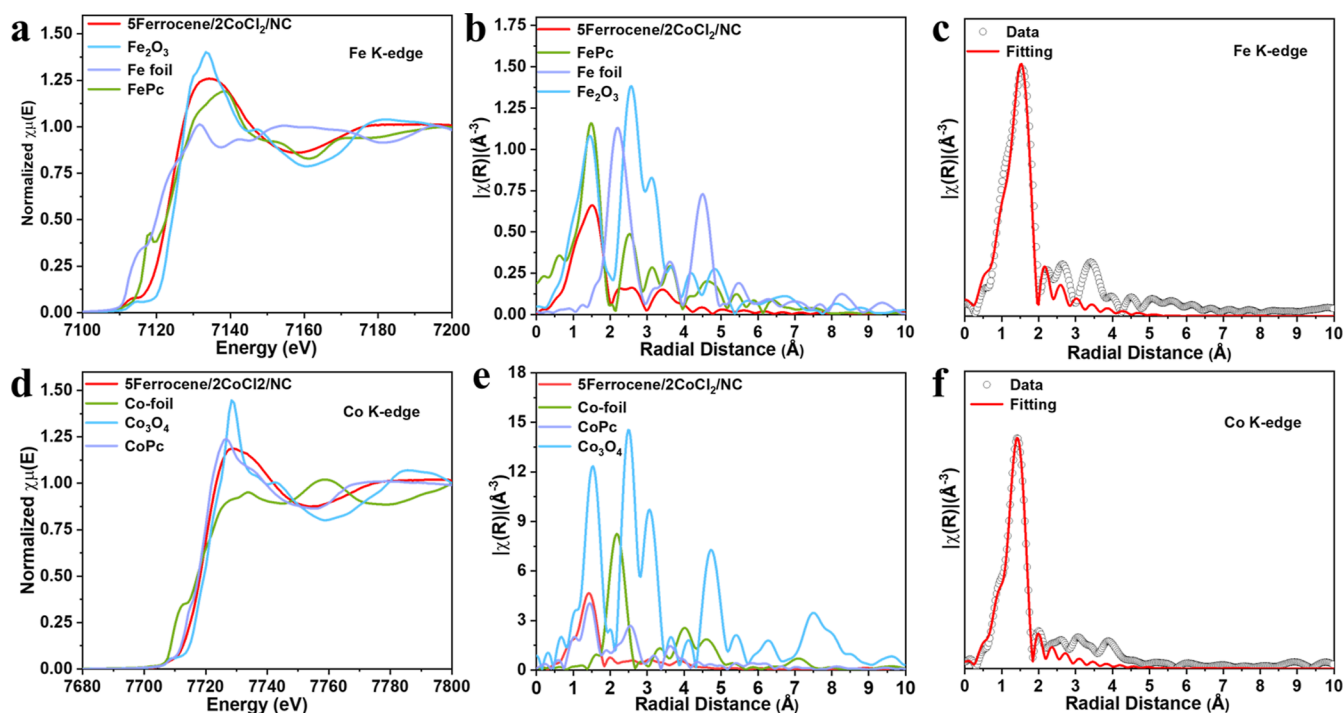 a
5Ferrocene/2CoCl₂/NC
Fe₂O₃
Fe foil
FePc
Fe K-edge
Normalized χμ(E)
1.50
1.25
1.00
0.75
0.50
0.25
0.00
7100 7120 7140 7160 7180 7200
Energy (eV)
b
5Ferrocene/2CoCl₂/NC
FePc
Fe foil
Fe₂O₃
|χ(R)|(Å⁻³)
1.75
1.50
1.25
1.00
0.75
0.50
0.25
0.00
0 1 2 3 4 5 6 7 8 9 10
Radial Distance (Å)
c
Data
Fitting
Fe K-edge
|χ(R)|(Å⁻³)
0 1 2 3 4 5 6 7 8 9 10
Radial Distance (Å)
d
5Ferrocene/2CoCl2/NC
Co-foil
Co₃O₄
CoPc
Co K-edge
Normalized χμ(E)
1.50
1.25
1.00
0.75
0.50
0.25
0.00
7680 7700 7720 7740 7760 7780 7800
Energy (eV)
e
5Ferrocene/2CoCl₂/NC
Co-foil
CoPc
Co₃O₄
|χ(R)|(Å⁻³)
18
15
12
9
6
3
0
0 1 2 3 4 5 6 7 8 9 10
Radial Distance (Å)
f
Data
Fitting
Co K-edge
|χ(R)|(Å⁻³)
0 1 2 3 4 5 6 7 8 9 10
Radial Distance (Å)